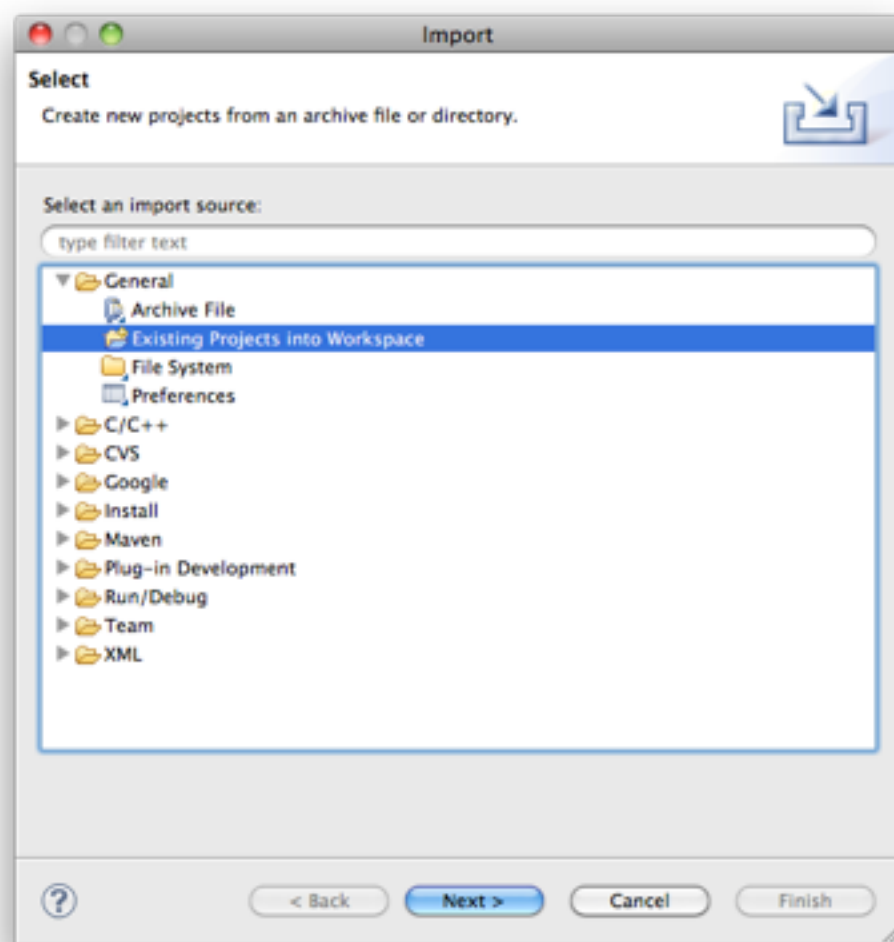 Import
Select
Create new projects from an archive file or directory.
Select an import source:
type filter text
General
Archive File
Existing Projects into Workspace
File System
Preferences
C/C++
CVS
Google
Install
Maven
Plug-in Development
Run/Debug
Team
XML
? < Back Next > Cancel Finish